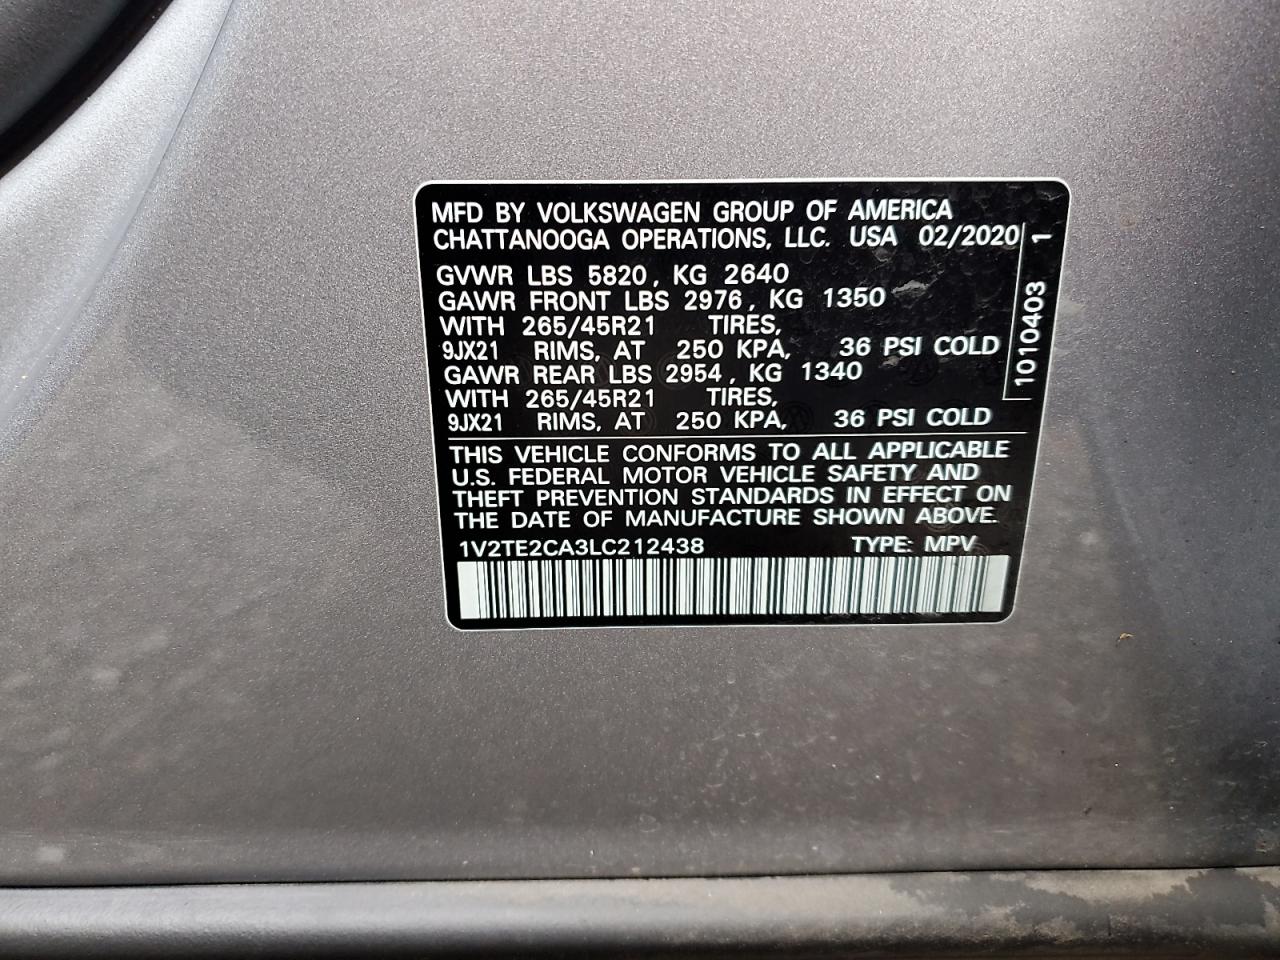 MFD BY VOLKSWAGEN GROUP OF AMERICA
CHATTANOOGA OPERATIONS, LLC. USA 02/2020
GVWR LBS 5820, KG 2640
GAWR FRONT LBS 2976, KG 1350
WITH 265/45R21 TIRES,
9JX21 RIMS, AT 250 KPA, 36 PSI COLD
GAWR REAR LBS 2954, KG 1340
WITH 265/45R21 TIRES,
9JX21 RIMS, AT 250 KPA, 36 PSI COLD
1010403 1
THIS VEHICLE CONFORMS TO ALL APPLICABLE
U.S. FEDERAL MOTOR VEHICLE SAFETY AND
THEFT PREVENTION STANDARDS IN EFFECT ON
THE DATE OF MANUFACTURE SHOWN ABOVE.
1V2TE2CA3LC212438 TYPE: MPV